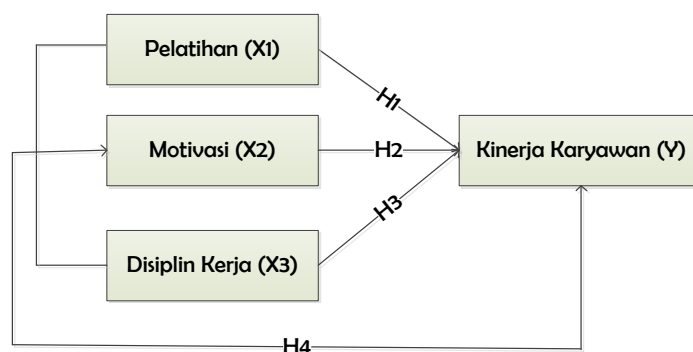 Pelatihan (X1)
H1
Motivasi (X2)
H2
Kinerja Karyawan (Y)
H3
Disiplin Kerja (X3)
H4